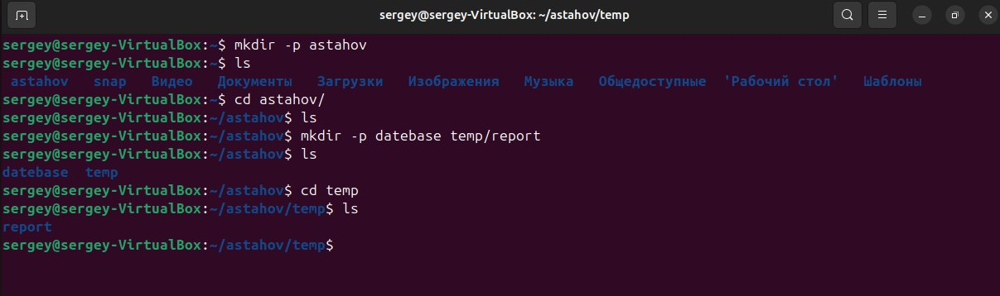 sergey@sergey-VirtualBox: ~/astahov/temp
sergey@sergey-VirtualBox:~$ mkdir -p astahov
sergey@sergey-VirtualBox:~$ ls
astahov snap Видео Документы Загрузки Изображения Музыка Общедоступные 'Рабочий стол' Шаблоны
sergey@sergey-VirtualBox:~$ cd astahov/
sergey@sergey-VirtualBox:~/astahov$ ls
sergey@sergey-VirtualBox:~/astahov$ mkdir -p datebase temp/report
sergey@sergey-VirtualBox:~/astahov$ ls
datebase temp
sergey@sergey-VirtualBox:~/astahov$ cd temp
sergey@sergey-VirtualBox:~/astahov/temp$ ls
report
sergey@sergey-VirtualBox:~/astahov/temp$